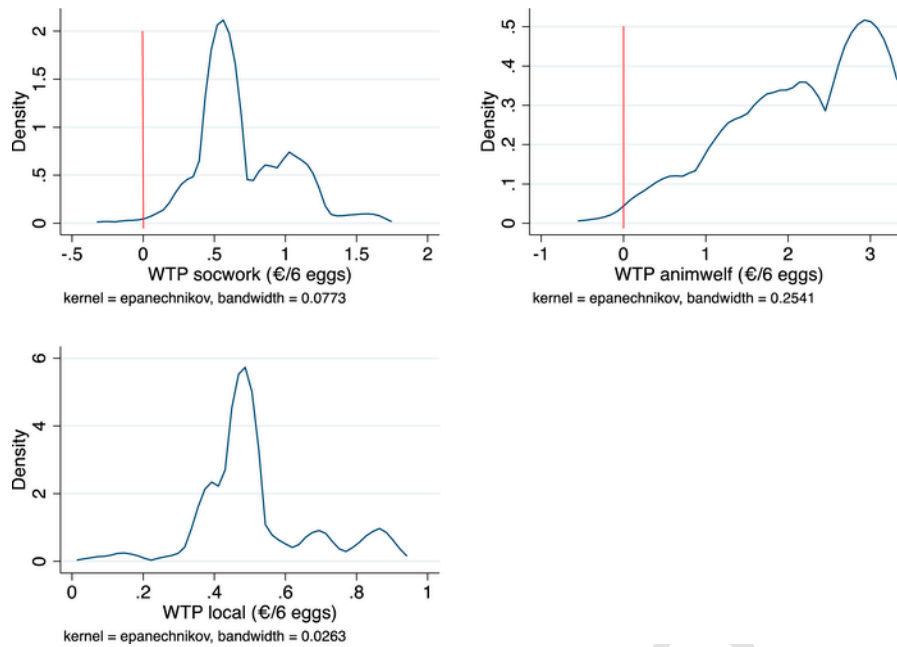 Density
2
1.5
1
.5
0
-.5 0 .5 1 1.5 2
WTP socwork (€/6 eggs)
kernel = epanechnikov, bandwidth = 0.0773
Density
.5
.4
.3
.2
.1
0
-1 0 1 2 3
WTP animwelf (€/6 eggs)
kernel = epanechnikov, bandwidth = 0.2541
Density
6
4
2
0
0 .2 .4 .6 .8 1
WTP local (€/6 eggs)
kernel = epanechnikov, bandwidth = 0.0263